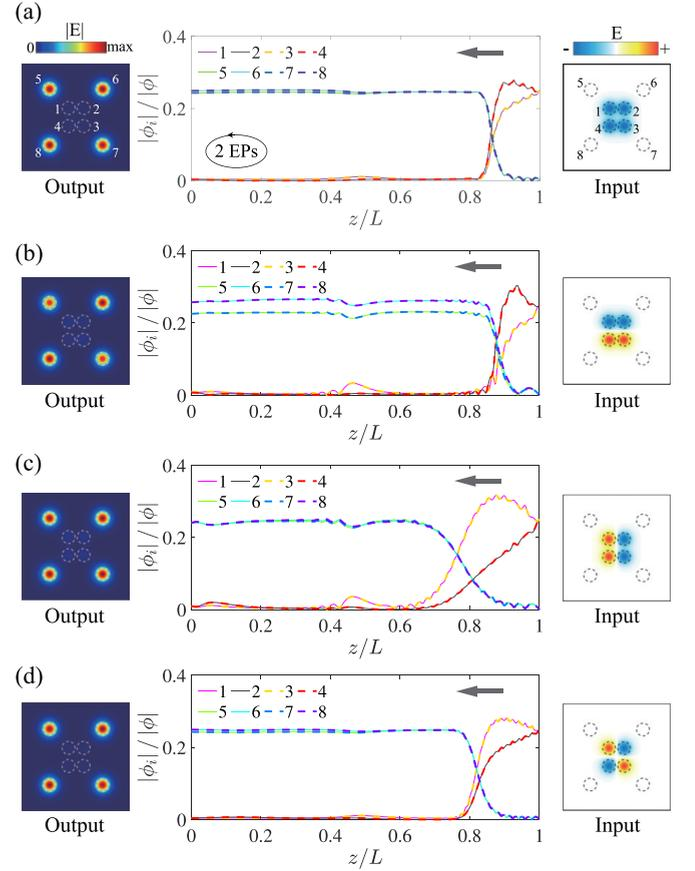 (a)
|E|
0 max
5 6
1 2
4 3
8 7
Output
|ϕi| / |ϕ|
0.4
0.2
0
1 2 3 4
5 6 7 8
2 EPs
0 0.2 0.4 0.6 0.8 1
z/L
E
- +
5 6
1 2
4 3
8 7
Input
(b)
Output
|ϕi| / |ϕ|
0.4
0.2
0
1 2 3 4
5 6 7 8
0 0.2 0.4 0.6 0.8 1
z/L
Input
(c)
Output
|ϕi| / |ϕ|
0.4
0.2
0
1 2 3 4
5 6 7 8
0 0.2 0.4 0.6 0.8 1
z/L
Input
(d)
Output
|ϕi| / |ϕ|
0.4
0.2
0
1 2 3 4
5 6 7 8
0 0.2 0.4 0.6 0.8 1
z/L
Input